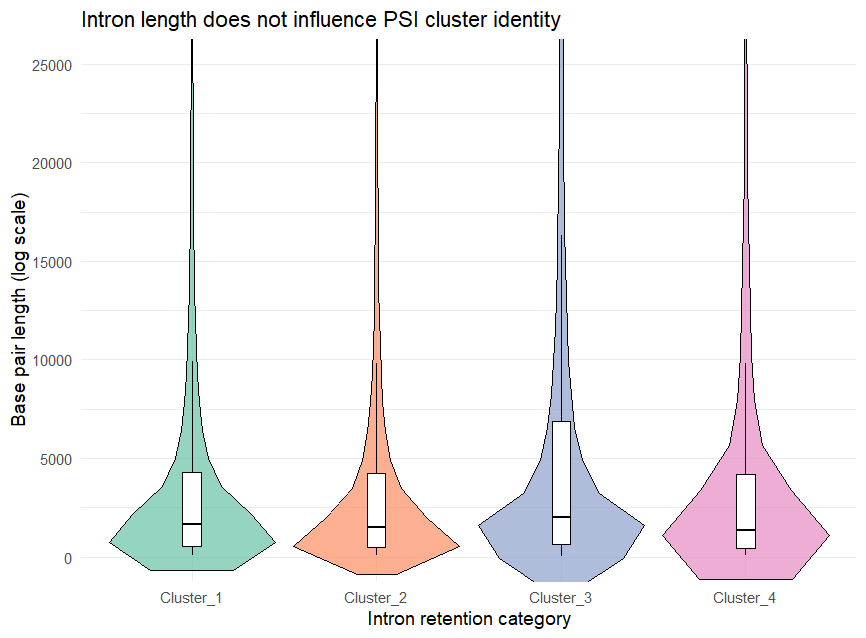 Intron length does not influence PSI cluster identity
Base pair length (log scale)
25000
20000
15000
10000
5000
0
Cluster_1 Cluster_2 Cluster_3 Cluster_4
Intron retention category